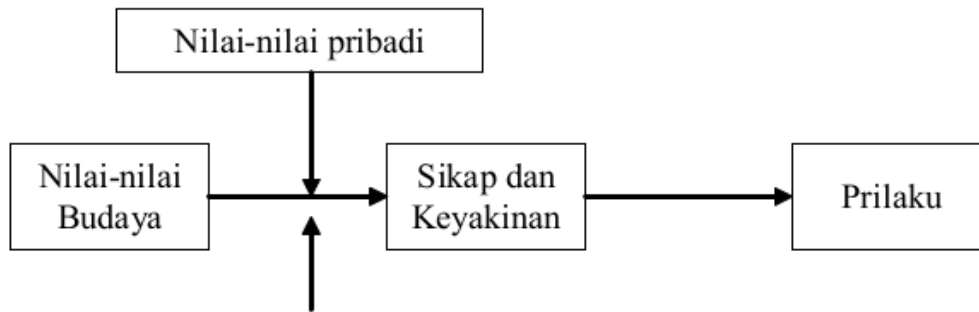 Nilai-nilai pribadi
Nilai-nilai
Budaya
Sikap dan
Keyakinan
Prilaku